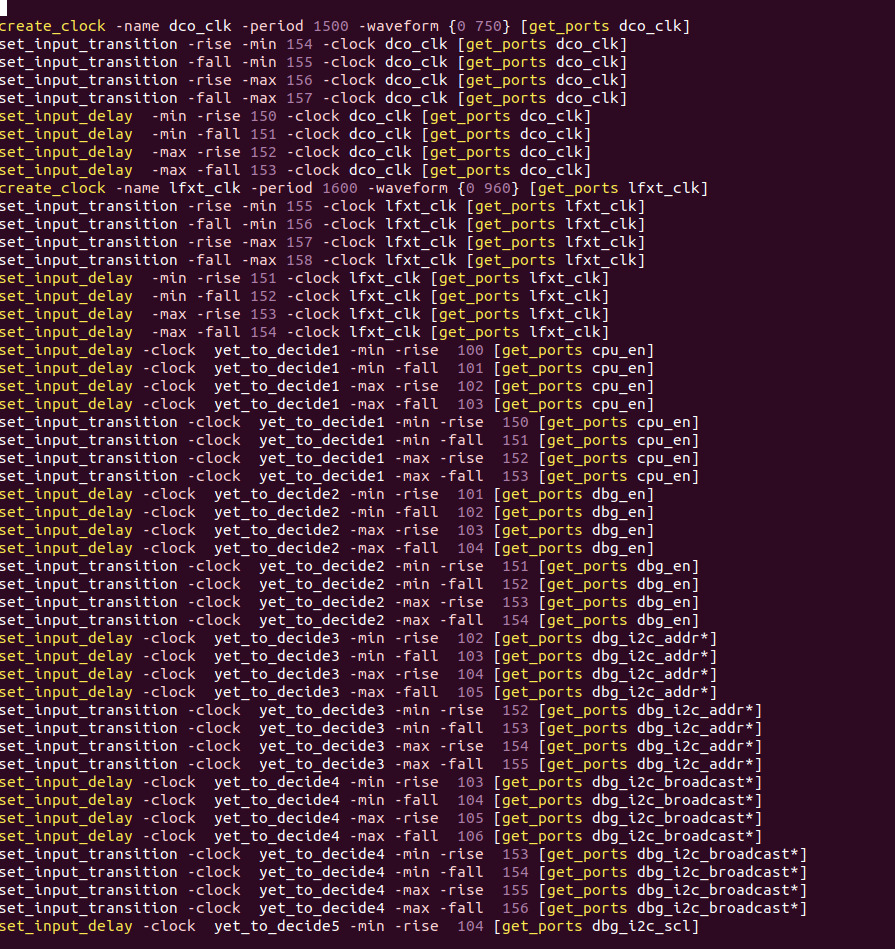 create_clock -name dco_clk -period 1500 -waveform {0 750} [get_ports dco_clk]
set_input_transition -rise -min 154 -clock dco_clk [get_ports dco_clk]
set_input_transition -fall -min 155 -clock dco_clk [get_ports dco_clk]
set_input_transition -rise -max 156 -clock dco_clk [get_ports dco_clk]
set_input_transition -fall -max 157 -clock dco_clk [get_ports dco_clk]
set_input_delay  -min -rise 150 -clock dco_clk [get_ports dco_clk]
set_input_delay  -min -fall 151 -clock dco_clk [get_ports dco_clk]
set_input_delay  -max -rise 152 -clock dco_clk [get_ports dco_clk]
set_input_delay  -max -fall 153 -clock dco_clk [get_ports dco_clk]
create_clock -name lfxt_clk -period 1600 -waveform {0 960} [get_ports lfxt_clk]
set_input_transition -rise -min 155 -clock lfxt_clk [get_ports lfxt_clk]
set_input_transition -fall -min 156 -clock lfxt_clk [get_ports lfxt_clk]
set_input_transition -rise -max 157 -clock lfxt_clk [get_ports lfxt_clk]
set_input_transition -fall -max 158 -clock lfxt_clk [get_ports lfxt_clk]
set_input_delay  -min -rise 151 -clock lfxt_clk [get_ports lfxt_clk]
set_input_delay  -min -fall 152 -clock lfxt_clk [get_ports lfxt_clk]
set_input_delay  -max -rise 153 -clock lfxt_clk [get_ports lfxt_clk]
set_input_delay  -max -fall 154 -clock lfxt_clk [get_ports lfxt_clk]
set_input_delay -clock  yet_to_decide1 -min -rise  100 [get_ports cpu_en]
set_input_delay -clock  yet_to_decide1 -min -fall  101 [get_ports cpu_en]
set_input_delay -clock  yet_to_decide1 -max -rise  102 [get_ports cpu_en]
set_input_delay -clock  yet_to_decide1 -max -fall  103 [get_ports cpu_en]
set_input_transition -clock  yet_to_decide1 -min -rise  150 [get_ports cpu_en]
set_input_transition -clock  yet_to_decide1 -min -fall  151 [get_ports cpu_en]
set_input_transition -clock  yet_to_decide1 -max -rise  152 [get_ports cpu_en]
set_input_transition -clock  yet_to_decide1 -max -fall  153 [get_ports cpu_en]
set_input_delay -clock  yet_to_decide2 -min -rise  101 [get_ports dbg_en]
set_input_delay -clock  yet_to_decide2 -min -fall  102 [get_ports dbg_en]
set_input_delay -clock  yet_to_decide2 -max -rise  103 [get_ports dbg_en]
set_input_delay -clock  yet_to_decide2 -max -fall  104 [get_ports dbg_en]
set_input_transition -clock  yet_to_decide2 -min -rise  151 [get_ports dbg_en]
set_input_transition -clock  yet_to_decide2 -min -fall  152 [get_ports dbg_en]
set_input_transition -clock  yet_to_decide2 -max -rise  153 [get_ports dbg_en]
set_input_transition -clock  yet_to_decide2 -max -fall  154 [get_ports dbg_en]
set_input_delay -clock  yet_to_decide3 -min -rise  102 [get_ports dbg_i2c_addr*]
set_input_delay -clock  yet_to_decide3 -min -fall  103 [get_ports dbg_i2c_addr*]
set_input_delay -clock  yet_to_decide3 -max -rise  104 [get_ports dbg_i2c_addr*]
set_input_delay -clock  yet_to_decide3 -max -fall  105 [get_ports dbg_i2c_addr*]
set_input_transition -clock  yet_to_decide3 -min -rise  152 [get_ports dbg_i2c_addr*]
set_input_transition -clock  yet_to_decide3 -min -fall  153 [get_ports dbg_i2c_addr*]
set_input_transition -clock  yet_to_decide3 -max -rise  154 [get_ports dbg_i2c_addr*]
set_input_transition -clock  yet_to_decide3 -max -fall  155 [get_ports dbg_i2c_addr*]
set_input_delay -clock  yet_to_decide4 -min -rise  103 [get_ports dbg_i2c_broadcast*]
set_input_delay -clock  yet_to_decide4 -min -fall  104 [get_ports dbg_i2c_broadcast*]
set_input_delay -clock  yet_to_decide4 -max -rise  105 [get_ports dbg_i2c_broadcast*]
set_input_delay -clock  yet_to_decide4 -max -fall  106 [get_ports dbg_i2c_broadcast*]
set_input_transition -clock  yet_to_decide4 -min -rise  153 [get_ports dbg_i2c_broadcast*]
set_input_transition -clock  yet_to_decide4 -min -fall  154 [get_ports dbg_i2c_broadcast*]
set_input_transition -clock  yet_to_decide4 -max -rise  155 [get_ports dbg_i2c_broadcast*]
set_input_transition -clock  yet_to_decide4 -max -fall  156 [get_ports dbg_i2c_broadcast*]
set_input_delay -clock  yet_to_decide5 -min -rise  104 [get_ports dbg_i2c_scl]